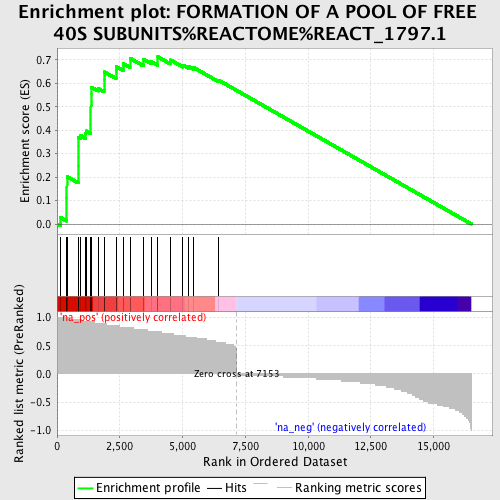 Enrichment plot: FORMATION OF A POOL OF FREE
40S SUBUNITS%REACTOME%REACT_1797.1
Enrichment score (ES)
0.7
0.6
0.5
0.4
0.3
0.2
0.1
0.0
'na_pos' (positively correlated)
Ranked list metric (PreRanked)
1.0
0.5
0.0
-0.5
-1.0
Zero cross at 7153
'na_neg' (negatively correlated)
0 2,500 5,000 7,500 10,000 12,500 15,000
Rank in Ordered Dataset
Enrichment profile Hits Ranking metric scores